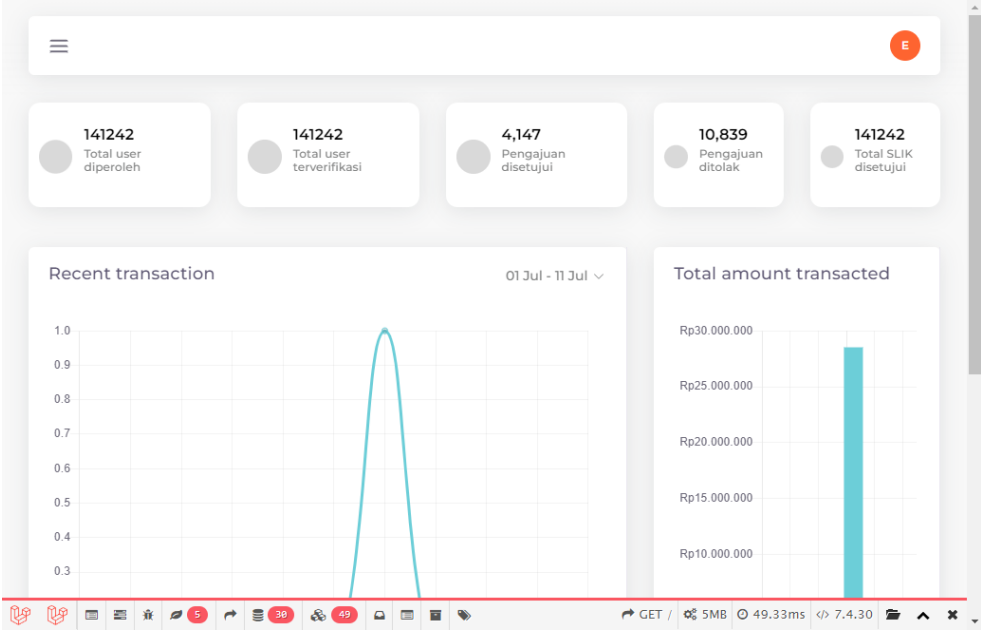 E
141242
Total user
diperoleh
141242
Total user
terverifikasi
4,147
Pengajuan
disetujui
10,839
Pengajuan
ditolak
141242
Total SLIK
disetujui
Recent transaction
01 Jul - 11 Jul
1.0
0.9
0.8
0.7
0.6
0.5
0.4
0.3
Total amount transacted
Rp30.000.000
Rp25.000.000
Rp20.000.000
Rp15.000.000
Rp10.000.000
5
30
49
GET /
5MB
49.33ms
</> 7.4.30